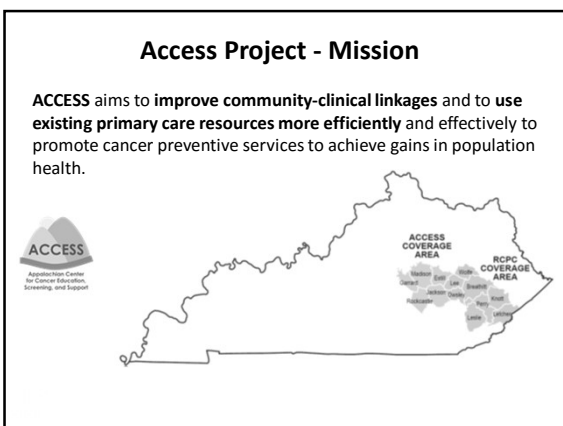 Access Project - Mission
ACCESS aims to improve community-clinical linkages and to use
existing primary care resources more efficiently and effectively to
promote cancer preventive services to achieve gains in population
health.
ACCESS
Appalachian Center
for Cancer Education,
Screening, and Support
ACCESS
COVERAGE
AREA
RCPC
COVERAGE
AREA
Madison
Estill
Wolfe
Garrard
Lee
Breathitt
Jackson
Owsley
Knott
Rockcastle
Perry
Letcher
Leslie